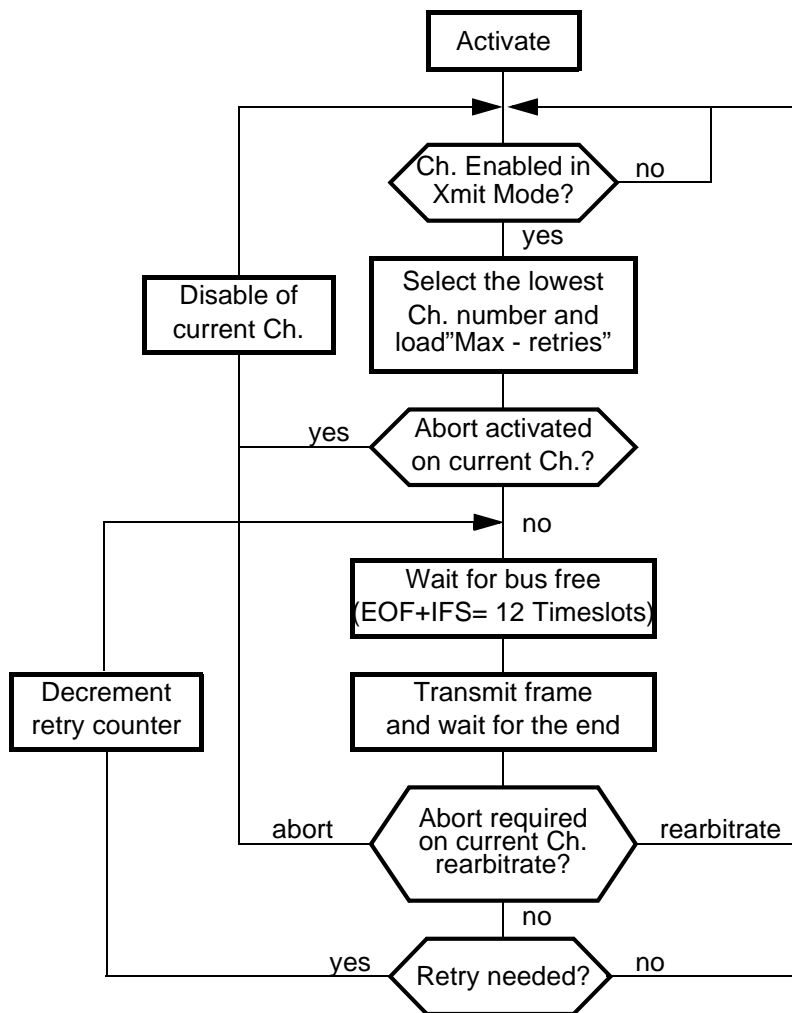 Activate
Ch. Enabled in
Xmit Mode?
no
yes
Disable of
current Ch.
Select the lowest
Ch. number and
load"Max - retries"
yes
Abort activated
on current Ch.?
no
Wait for bus free
(EOF+IFS= 12 Timeslots)
Decrement
retry counter
Transmit frame
and wait for the end
abort
Abort required
on current Ch.
rearbitrate?
rearbitrate
no
yes
Retry needed?
no